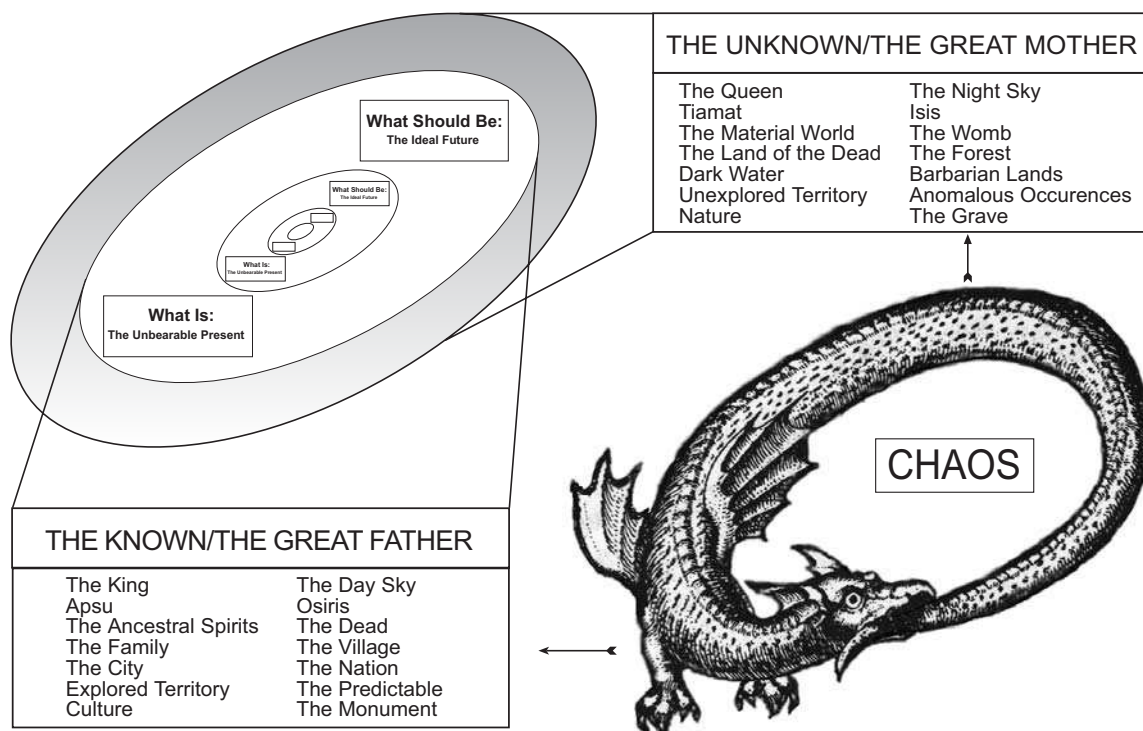 THE UNKNOWN/THE GREAT MOTHER
The Queen
Tiamat
The Material World
The Land of the Dead
Dark Water
Unexplored Territory
Nature
The Night Sky
Isis
The Womb
The Forest
Barbarian Lands
Anomalous Occurences
The Grave
What Should Be:
The Ideal Future
What Should Be:
The Ideal Future
What Is:
The Unbearable Present
What Is:
The Unbearable Present
CHAOS
THE KNOWN/THE GREAT FATHER
The King
Apsu
The Ancestral Spirits
The Family
The City
Explored Territory
Culture
The Day Sky
Osiris
The Dead
The Village
The Nation
The Predictable
The Monument